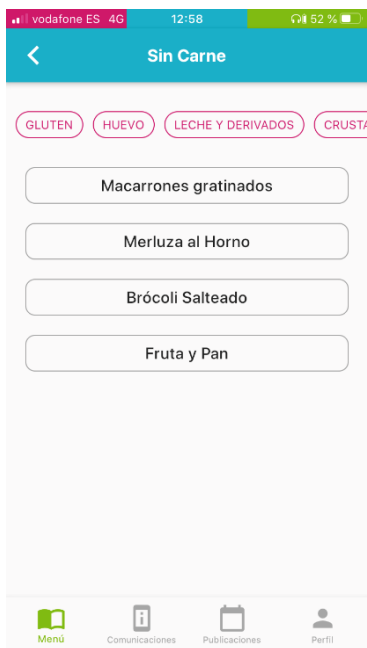 vodafone ES 4G 12:58 52 %
Sin Carne
GLUTEN HUEVO LECHE Y DERIVADOS CRUSTA
Macarrones gratinados
Merluza al Horno
Brócoli Salteado
Fruta y Pan
Menú Comunicaciones Publicaciones Perfil